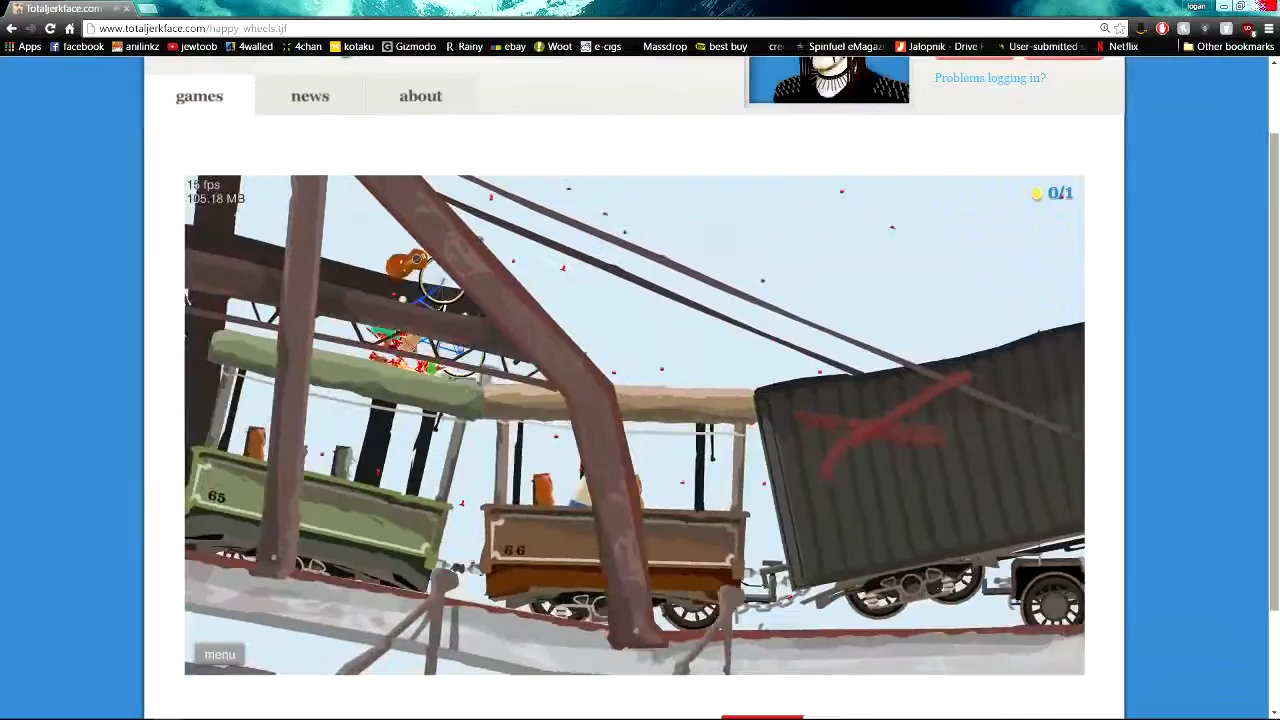 Totaljerkface.com
logan
www.totaljerkface.com/happy_wheels.tjf
Apps facebook anilinkz jewtoob 4walled 4chan kotaku Gizmodo Rainy ebay Woot e-cigs Massdrop best buy cre Spinfuel eMagaz Jalopnik - Drive F User-submitted s Netflix Other bookmarks
Problems logging in?
games news about
15 fps
105.18 MB
0/1
65
66
menu